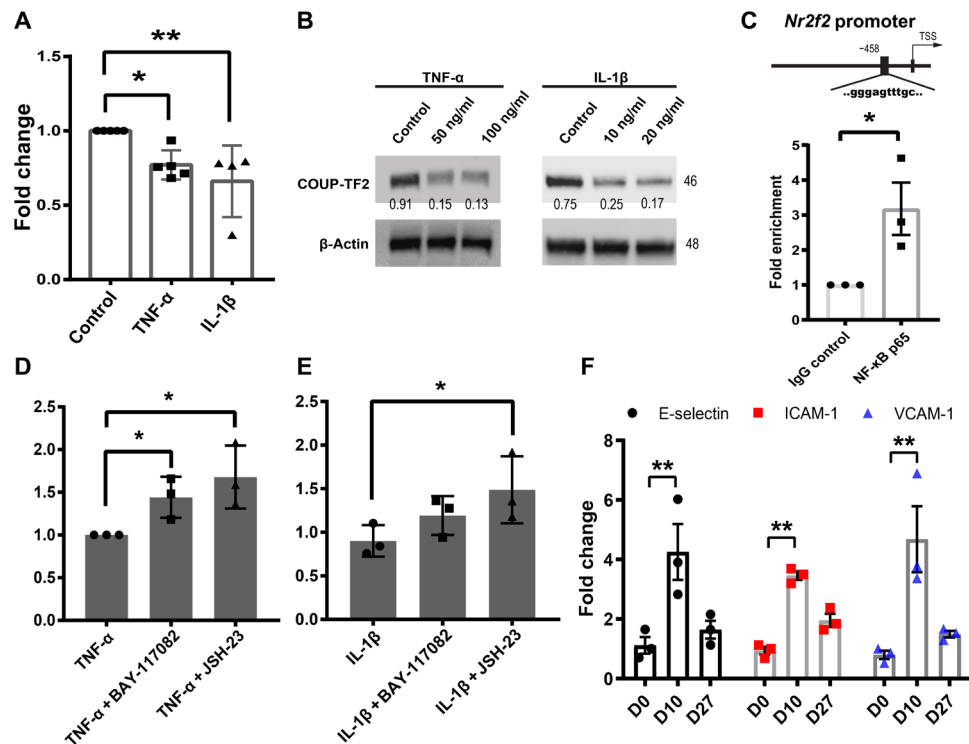 A
Fold change
1.5
1.0
0.5
0.0
*
**
Control
TNF-α
IL-1β
B
TNF-α
IL-1β
Control
50 ng/ml
100 ng/ml
Control
10 ng/ml
20 ng/ml
COUP-TF2
46
0.91
0.15
0.13
0.75
0.25
0.17
β-Actin
48
C
Nr2f2 promoter
−458
TSS
..gggagtttgc..
Fold enrichment
5
4
3
2
1
0
*
IgG control
NF-κB p65
D
2.5
2.0
1.5
1.0
0.5
0.0
*
*
TNF-α
TNF-α + BAY-117082
TNF-α + JSH-23
E
2.5
2.0
1.5
1.0
0.5
0.0
*
IL-1β
IL-1β + BAY-117082
IL-1β + JSH-23
F
E-selectin
ICAM-1
VCAM-1
Fold change
8
6
4
2
0
**
**
**
D0
D10
D27
D0
D10
D27
D0
D10
D27